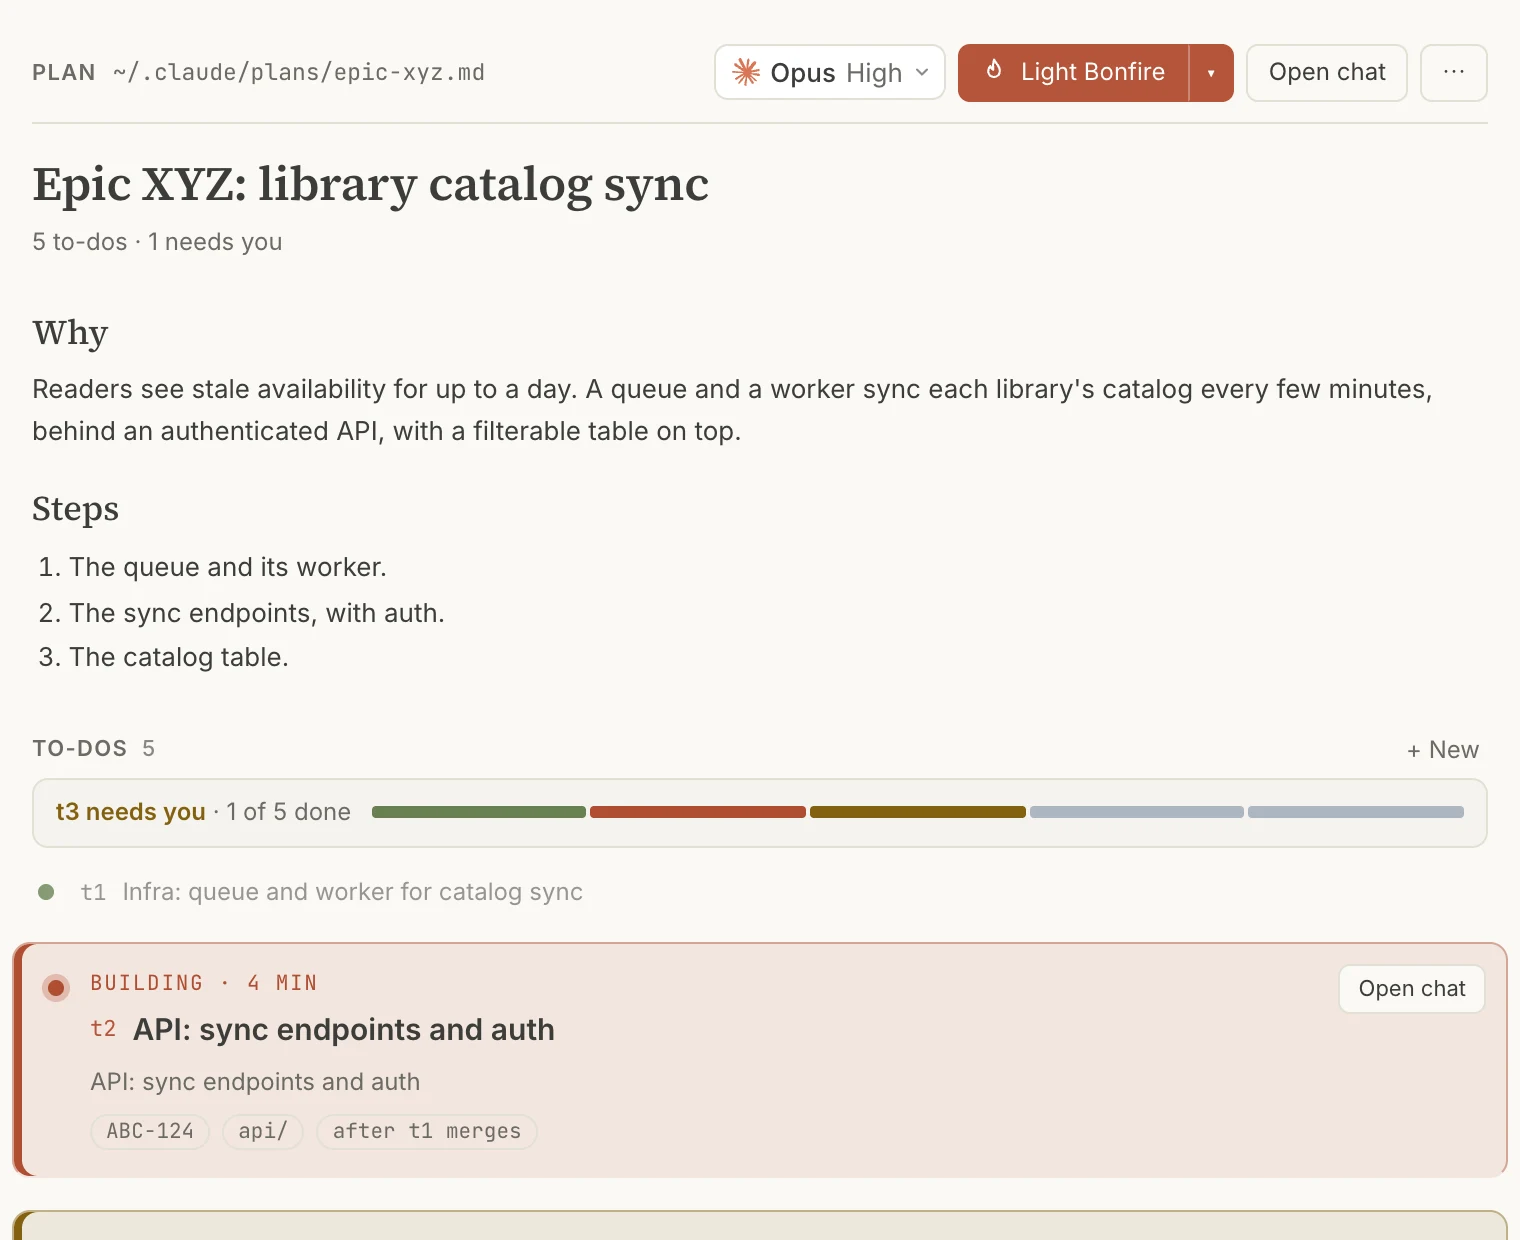 PLAN ~/.claude/plans/epic-xyz.md
Opus High
Light Bonfire
Open chat
...
Epic XYZ: library catalog sync
5 to-dos · 1 needs you
Why
Readers see stale availability for up to a day. A queue and a worker sync each library's catalog every few minutes,
behind an authenticated API, with a filterable table on top.
Steps
1. The queue and its worker.
2. The sync endpoints, with auth.
3. The catalog table.
TO-DOS 5
+ New
t3 needs you · 1 of 5 done
t1 Infra: queue and worker for catalog sync
BUILDING · 4 MIN
Open chat
t2 API: sync endpoints and auth
API: sync endpoints and auth
ABC-124 api/ after t1 merges